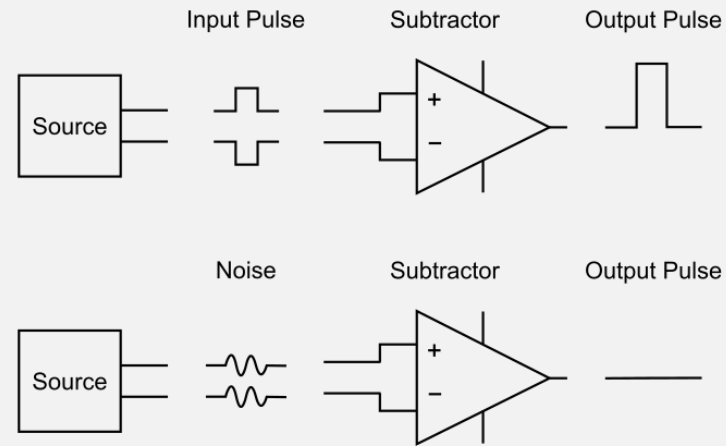 Input Pulse
Subtractor
Output Pulse
Source
+
−
Noise
Subtractor
Output Pulse
Source
+
−